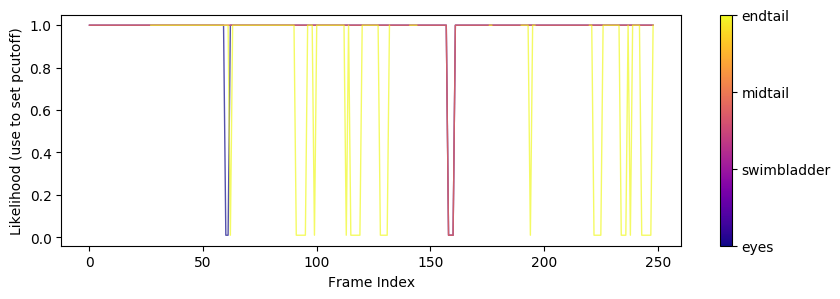 Likelihood (use to set pcutoff)
1.0
0.8
0.6
0.4
0.2
0.0
0
50
100
150
200
250
Frame Index
endtail
midtail
swimbladder
eyes